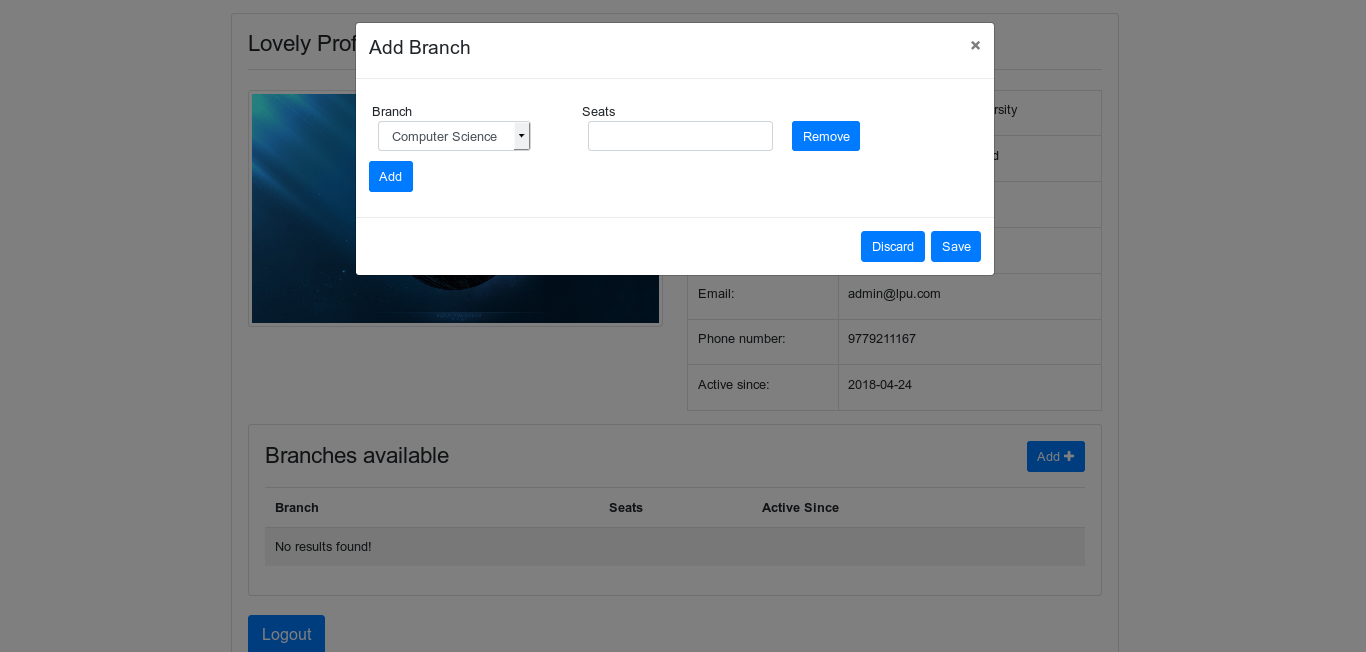 Lovely Prof
Add Branch
×
Branch
Seats
Computer Science
Remove
Add
Discard
Save
Email:
admin@lpu.com
Phone number:
9779211167
Active since:
2018-04-24
Branches available
Add
Branch
Seats
Active Since
No results found!
Logout